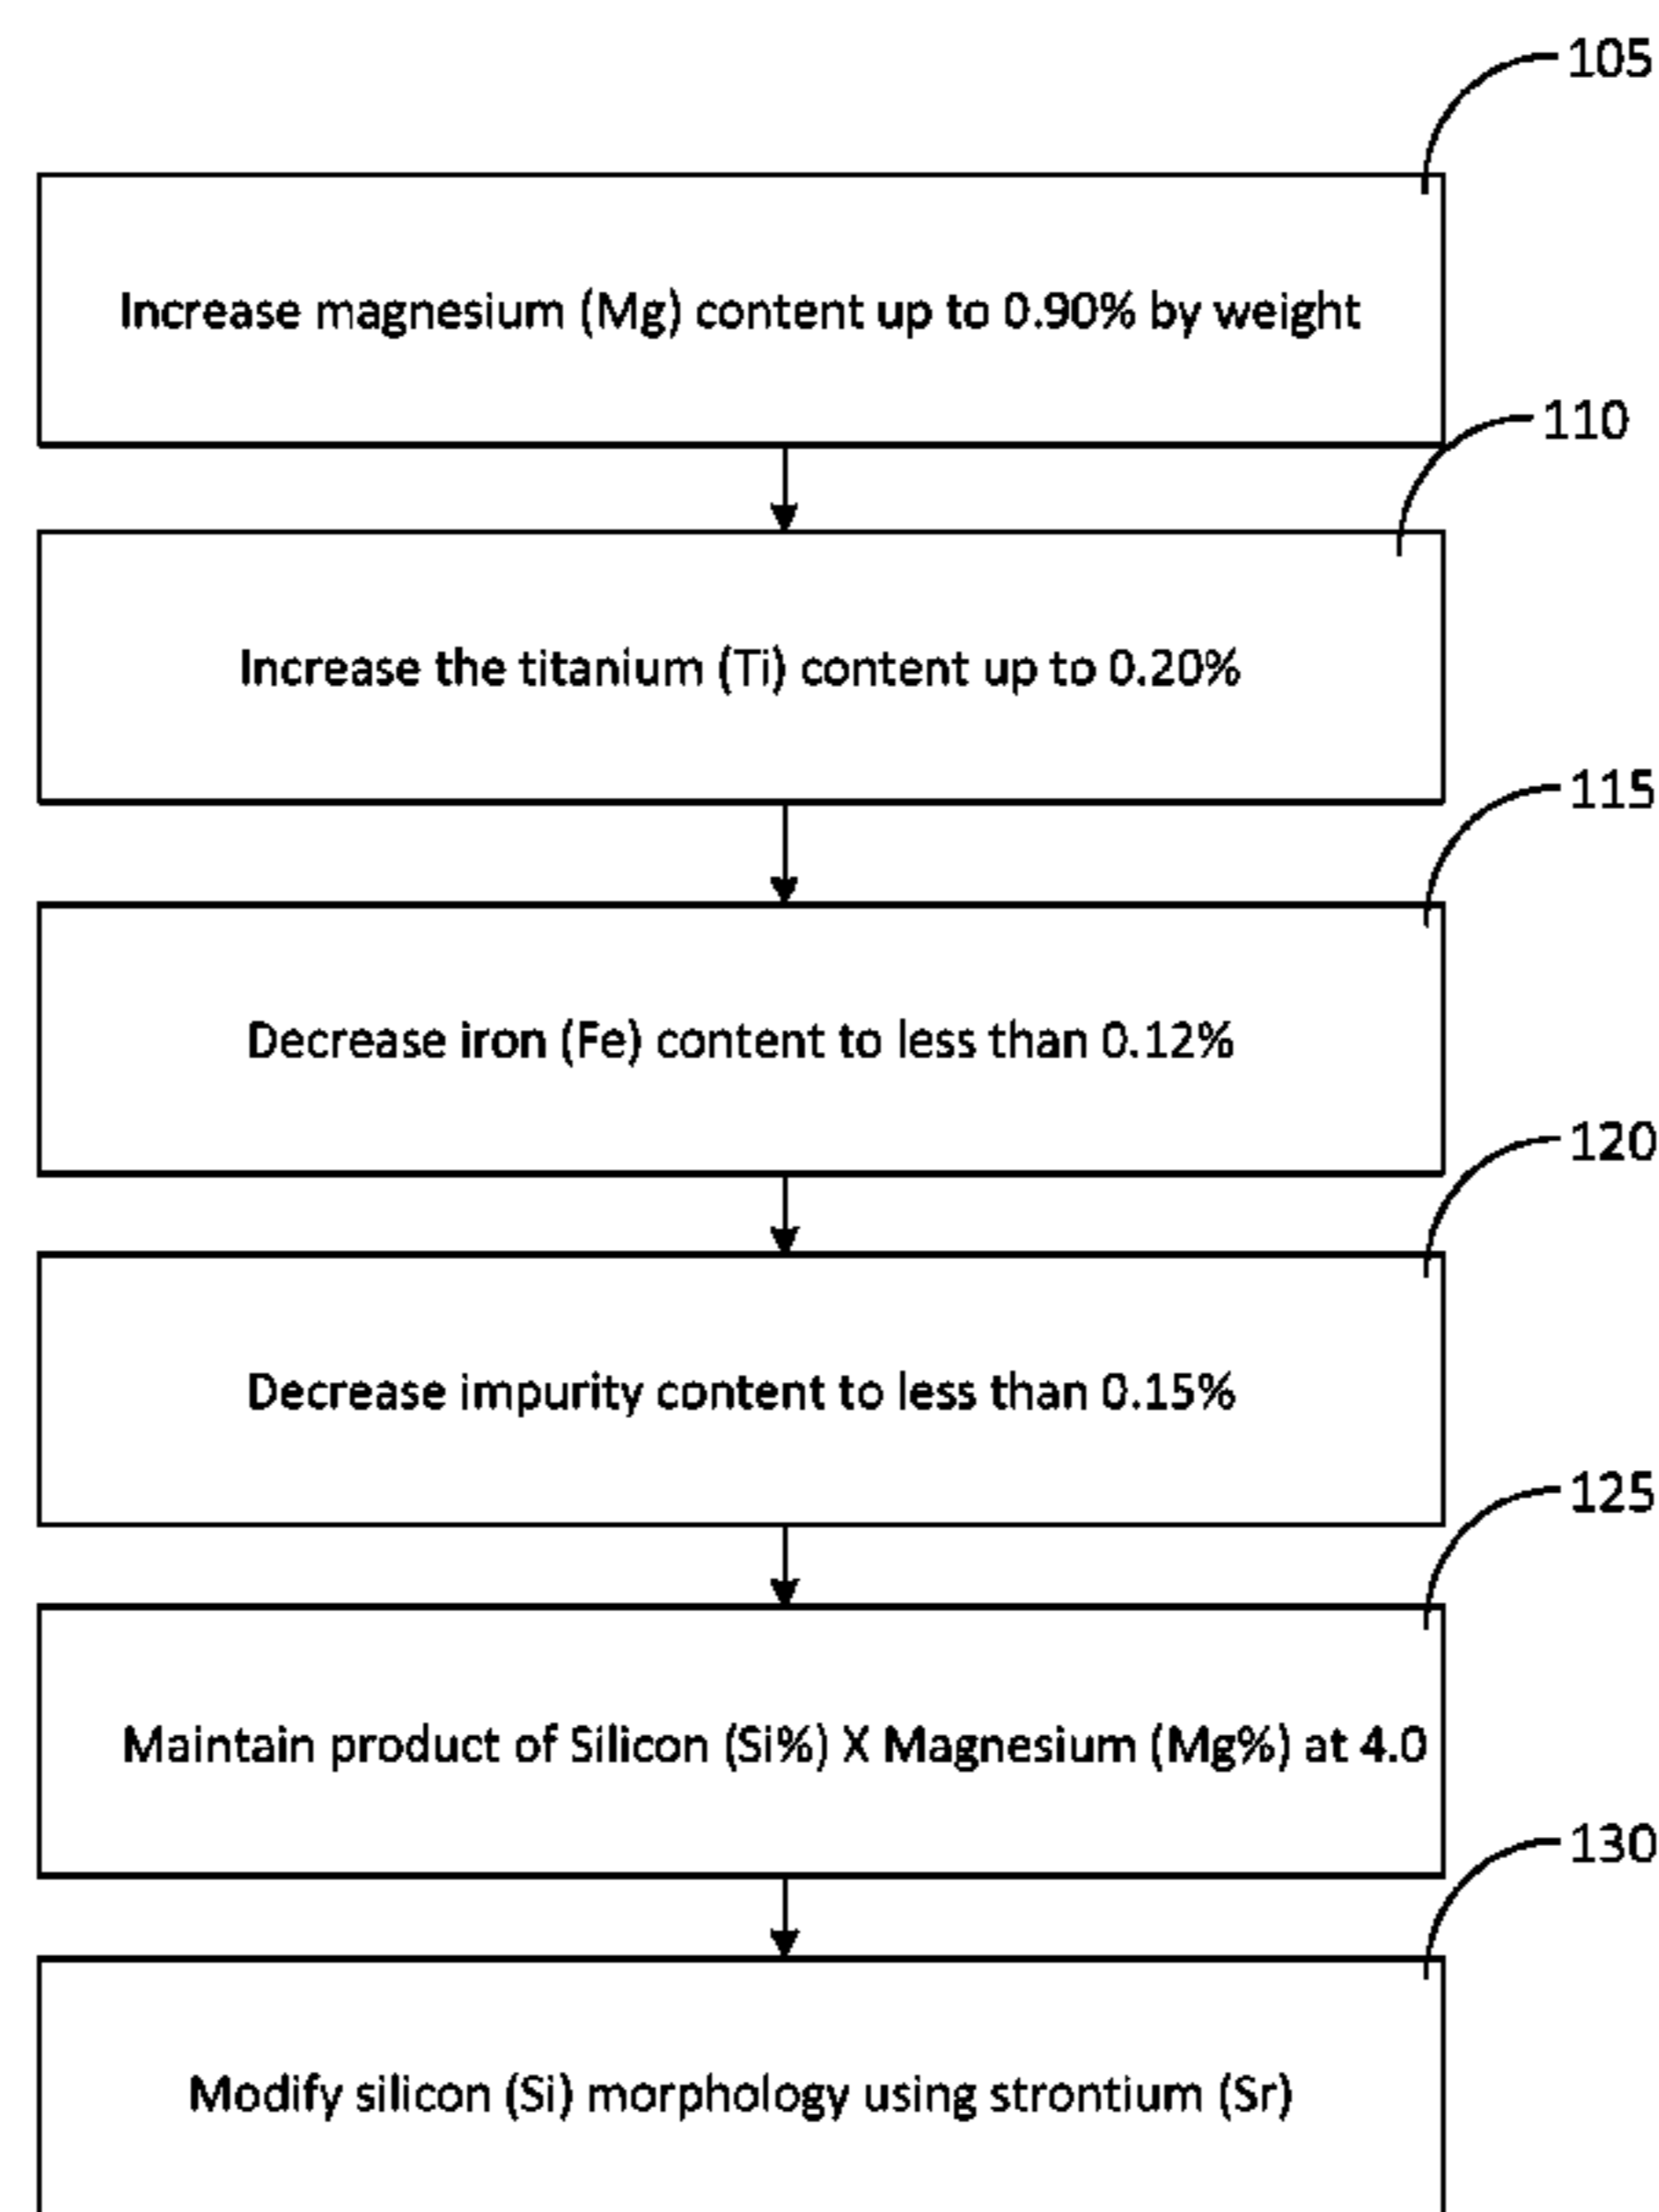 105
Increase magnesium (Mg) content up to 0.90% by weight
110
Increase the titanium (Ti) content up to 0.20%
115
Decrease iron (Fe) content to less than 0.12%
120
Decrease impurity content to less than 0.15%
125
Maintain product of Silicon (Si%) X Magnesium (Mg%) at 4.0
130
Modify silicon (Si) morphology using strontium (Sr)